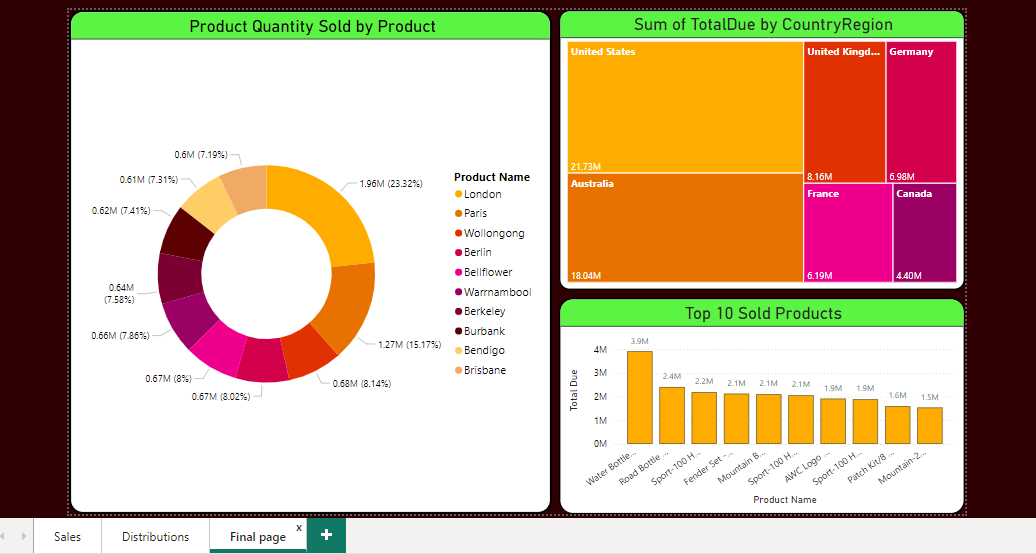 Product Quantity Sold by Product
0.6M (7.19%)
0.61M (7.31%)
1.96M (23.32%)
0.62M (7.41%)
0.64M
(7.58%)
0.66M (7.86%)
1.27M (15.17%)
0.67M (8%)
0.68M (8.14%)
0.67M (8.02%)
Product Name
London
Paris
Wollongong
Berlin
Bellflower
Warrnambool
Berkeley
Burbank
Bendigo
Brisbane
Sum of TotalDue by CountryRegion
United States
21.73M
Australia
18.04M
United Kingd...
8.16M
Germany
6.98M
France
6.19M
Canada
4.40M
Top 10 Sold Products
Total Due
4M
3M
2M
1M
0M
3.9M
2.4M
2.2M
2.1M
2.1M
2.1M
1.9M
1.9M
1.6M
1.5M
Water Bottle...
Road Bottle ...
Sport-100 H...
Fender Set -...
Mountain B...
Sport-100 H...
AWC Logo ...
Sport-100 H...
Patch Kit/8 ...
Mountain-2...
Product Name
Sales
Distributions
Final page
x
+